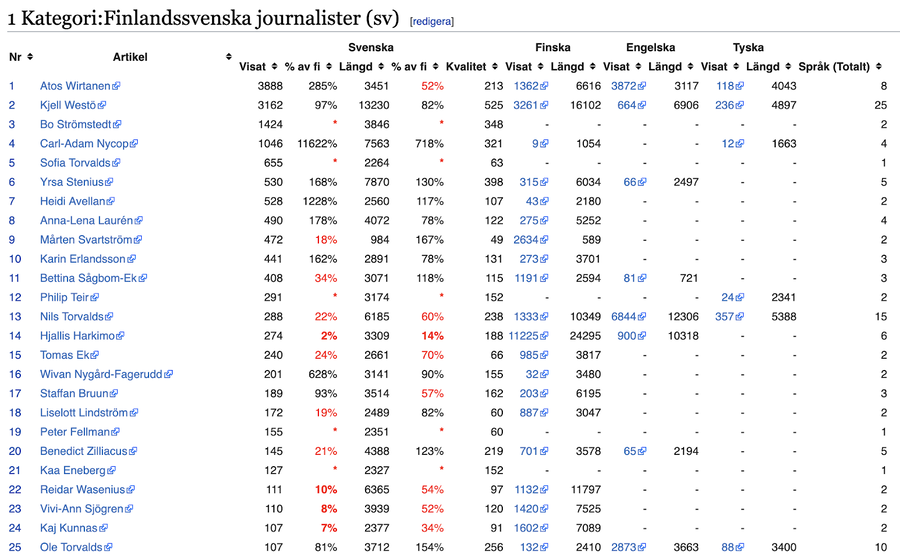 1 Kategori:Finlandssvenska journalister (sv) [redigera]
Svenska Finska Engelska Tyska
Nr Artikel Visat % av fi Längd % av fi Kvalitet Visat Längd Visat Längd Visat Längd Språk (Totalt)
1 Atos Wirtanen 3888 285% 3451 52% 213 1362 6616 3872 3117 118 4043 8
2 Kjell Westö 3162 97% 13230 82% 525 3261 16102 664 6906 236 4897 25
3 Bo Strömstedt 1424 * 3846 * 348 - - - - - - 2
4 Carl-Adam Nycop 1046 11622% 7563 718% 321 9 1054 - - 12 1663 4
5 Sofia Torvalds 655 * 2264 * 63 - - - - - - 1
6 Yrsa Stenius 530 168% 7870 130% 398 315 6034 66 2497 - - 5
7 Heidi Avellan 528 1228% 2560 117% 107 43 2180 - - - - 2
8 Anna-Lena Laurén 490 178% 4072 78% 122 275 5252 - - - - 4
9 Mårten Svartström 472 18% 984 167% 49 2634 589 - - - - 2
10 Karin Erlandsson 441 162% 2891 78% 131 273 3701 - - - - 3
11 Bettina Sågbom-Ek 408 34% 3071 118% 115 1191 2594 81 721 - - 3
12 Philip Teir 291 * 3174 * 152 - - - - 24 2341 2
13 Nils Torvalds 288 22% 6185 60% 238 1333 10349 6844 12306 357 5388 15
14 Hjallis Harkimo 274 2% 3309 14% 188 11225 24295 900 10318 - - 6
15 Tomas Ek 240 24% 2661 70% 66 985 3817 - - - - 2
16 Wivan Nygård-Fagerudd 201 628% 3141 90% 155 32 3480 - - - - 2
17 Staffan Bruun 189 93% 3514 57% 162 203 6195 - - - - 3
18 Liselott Lindström 172 19% 2489 82% 60 887 3047 - - - - 2
19 Peter Fellman 155 * 2351 * 60 - - - - - - 1
20 Benedict Zilliacus 145 21% 4388 123% 219 701 3578 65 2194 - - 5
21 Kaa Eneberg 127 * 2327 * 152 - - - - - - 1
22 Reidar Wasenius 111 10% 6365 54% 97 1132 11797 - - - - 2
23 Vivi-Ann Sjögren 110 8% 3939 52% 120 1420 7525 - - - - 2
24 Kaj Kunnas 107 7% 2377 34% 91 1602 7089 - - - - 2
25 Ole Torvalds 107 81% 3712 154% 256 132 2410 2873 3663 88 3400 10